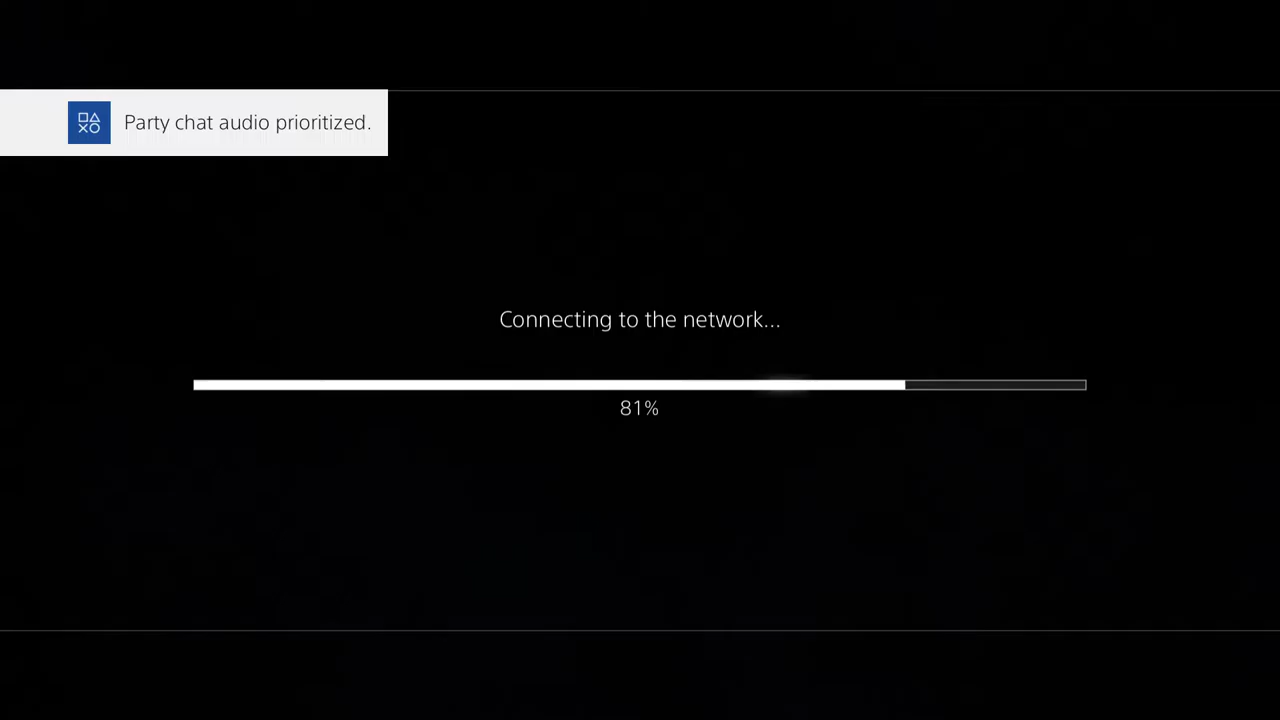 Party chat audio prioritized.
Connecting to the network...
81%